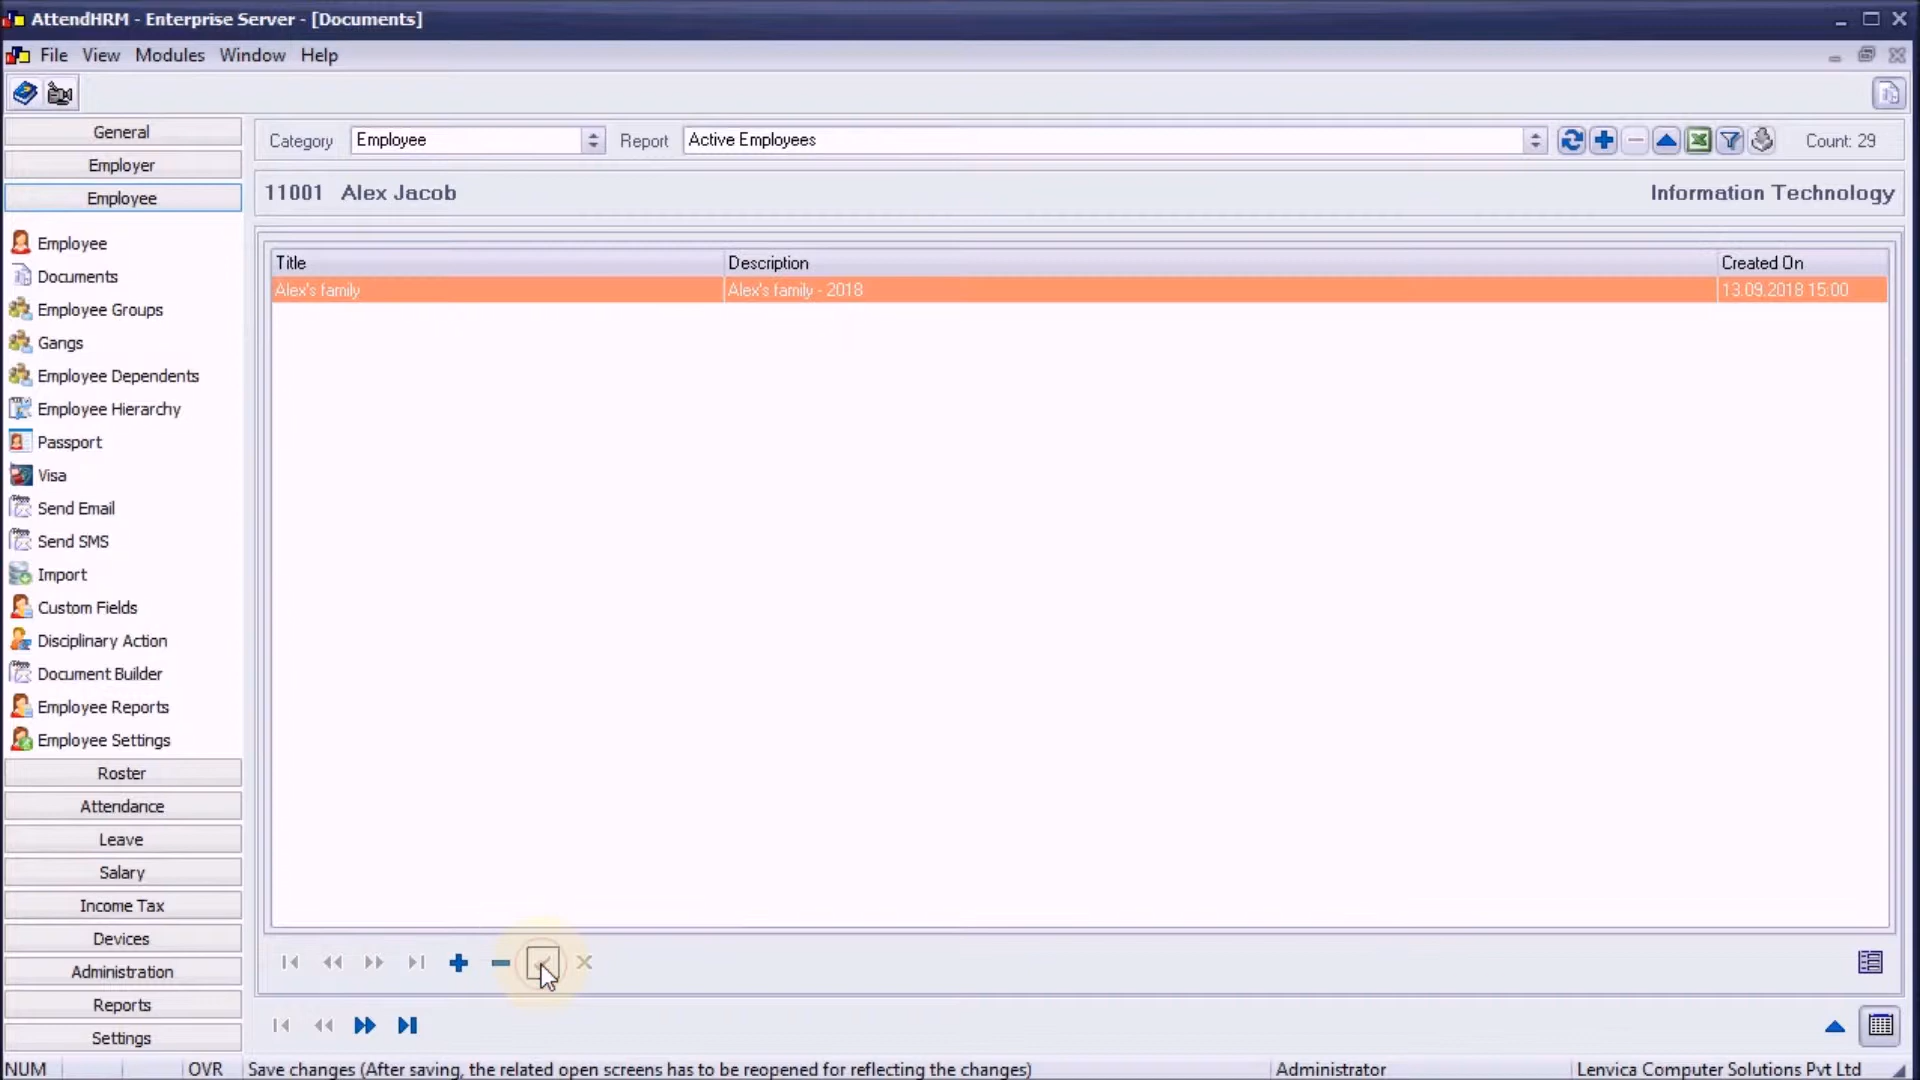 AttendHRM - Enterprise Server - [Documents]
File View Modules Window Help
General
Employer
Employee
Category Employee Report Active Employees Count: 29
11001 Alex Jacob Information Technology
Title Description Created On
Alex's family Alex's family - 2018 13.09.2018 15:00
Employee
Documents
Employee Groups
Gangs
Employee Dependents
Employee Hierarchy
Passport
Visa
Send Email
Send SMS
Import
Custom Fields
Disciplinary Action
Document Builder
Employee Reports
Employee Settings
Roster
Attendance
Leave
Salary
Income Tax
Devices
Administration
Reports
Settings
NUM OVR Save changes (After saving, the related open screens has to be reopened for reflecting the changes) Administrator Lenvica Computer Solutions Pvt Ltd